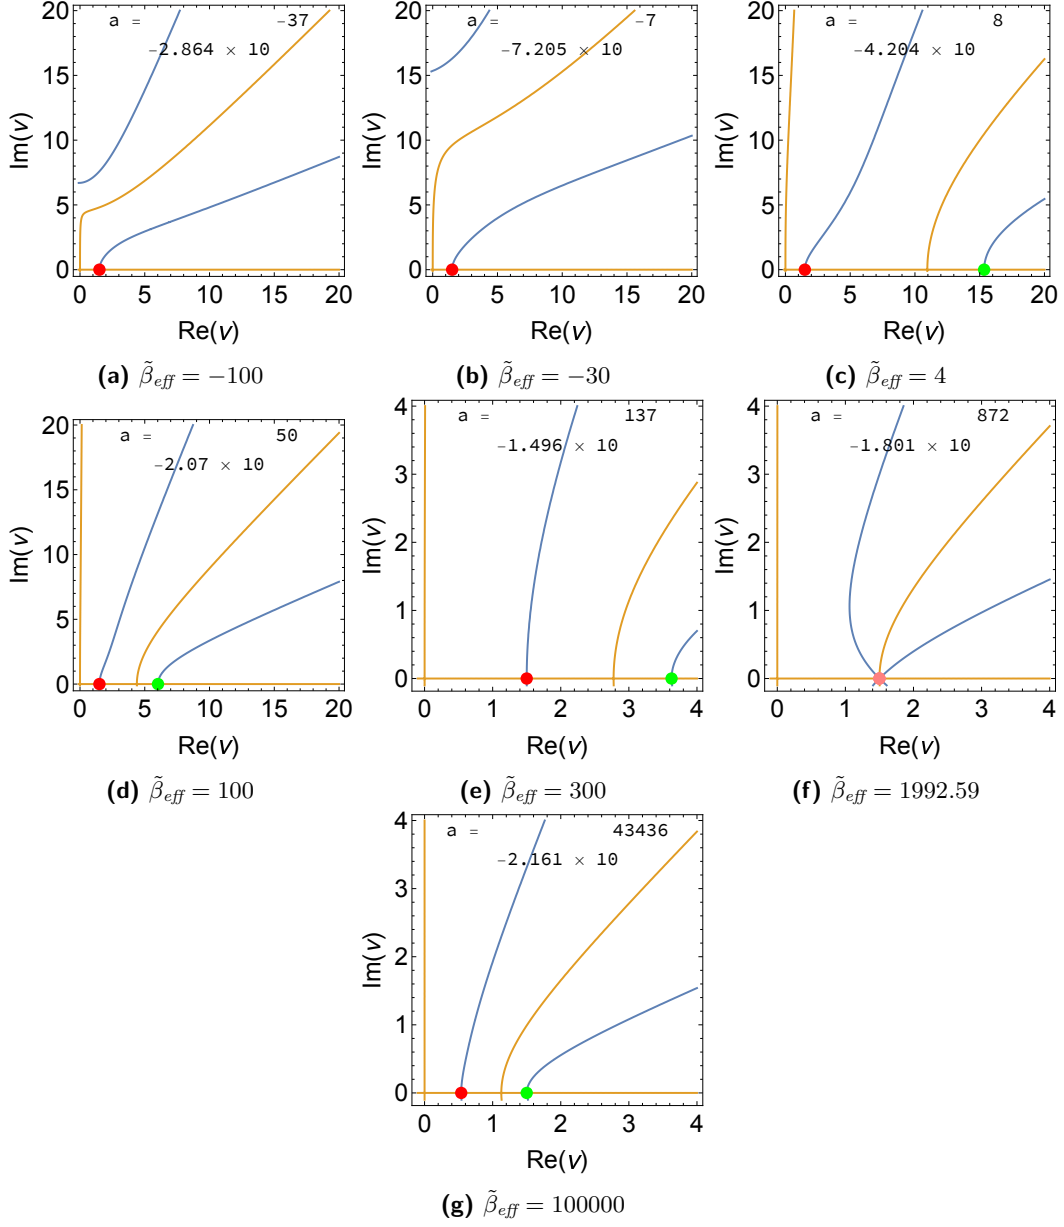 a = -37
-2.864 × 10
20
15
10
5
0
Im(ν)
0 5 10 15 20
Re(ν)
(a) β̃eff = −100
a = -7
-7.205 × 10
20
15
10
5
0
Im(ν)
0 5 10 15 20
Re(ν)
(b) β̃eff = −30
a = 8
-4.204 × 10
20
15
10
5
0
Im(ν)
0 5 10 15 20
Re(ν)
(c) β̃eff = 4
a = 50
-2.07 × 10
20
15
10
5
0
Im(ν)
0 5 10 15 20
Re(ν)
(d) β̃eff = 100
a = 137
-1.496 × 10
4
3
2
1
0
Im(ν)
0 1 2 3 4
Re(ν)
(e) β̃eff = 300
a = 872
-1.801 × 10
4
3
2
1
0
Im(ν)
0 1 2 3 4
Re(ν)
(f) β̃eff = 1992.59
a = 43436
-2.161 × 10
4
3
2
1
0
Im(ν)
0 1 2 3 4
Re(ν)
(g) β̃eff = 100000